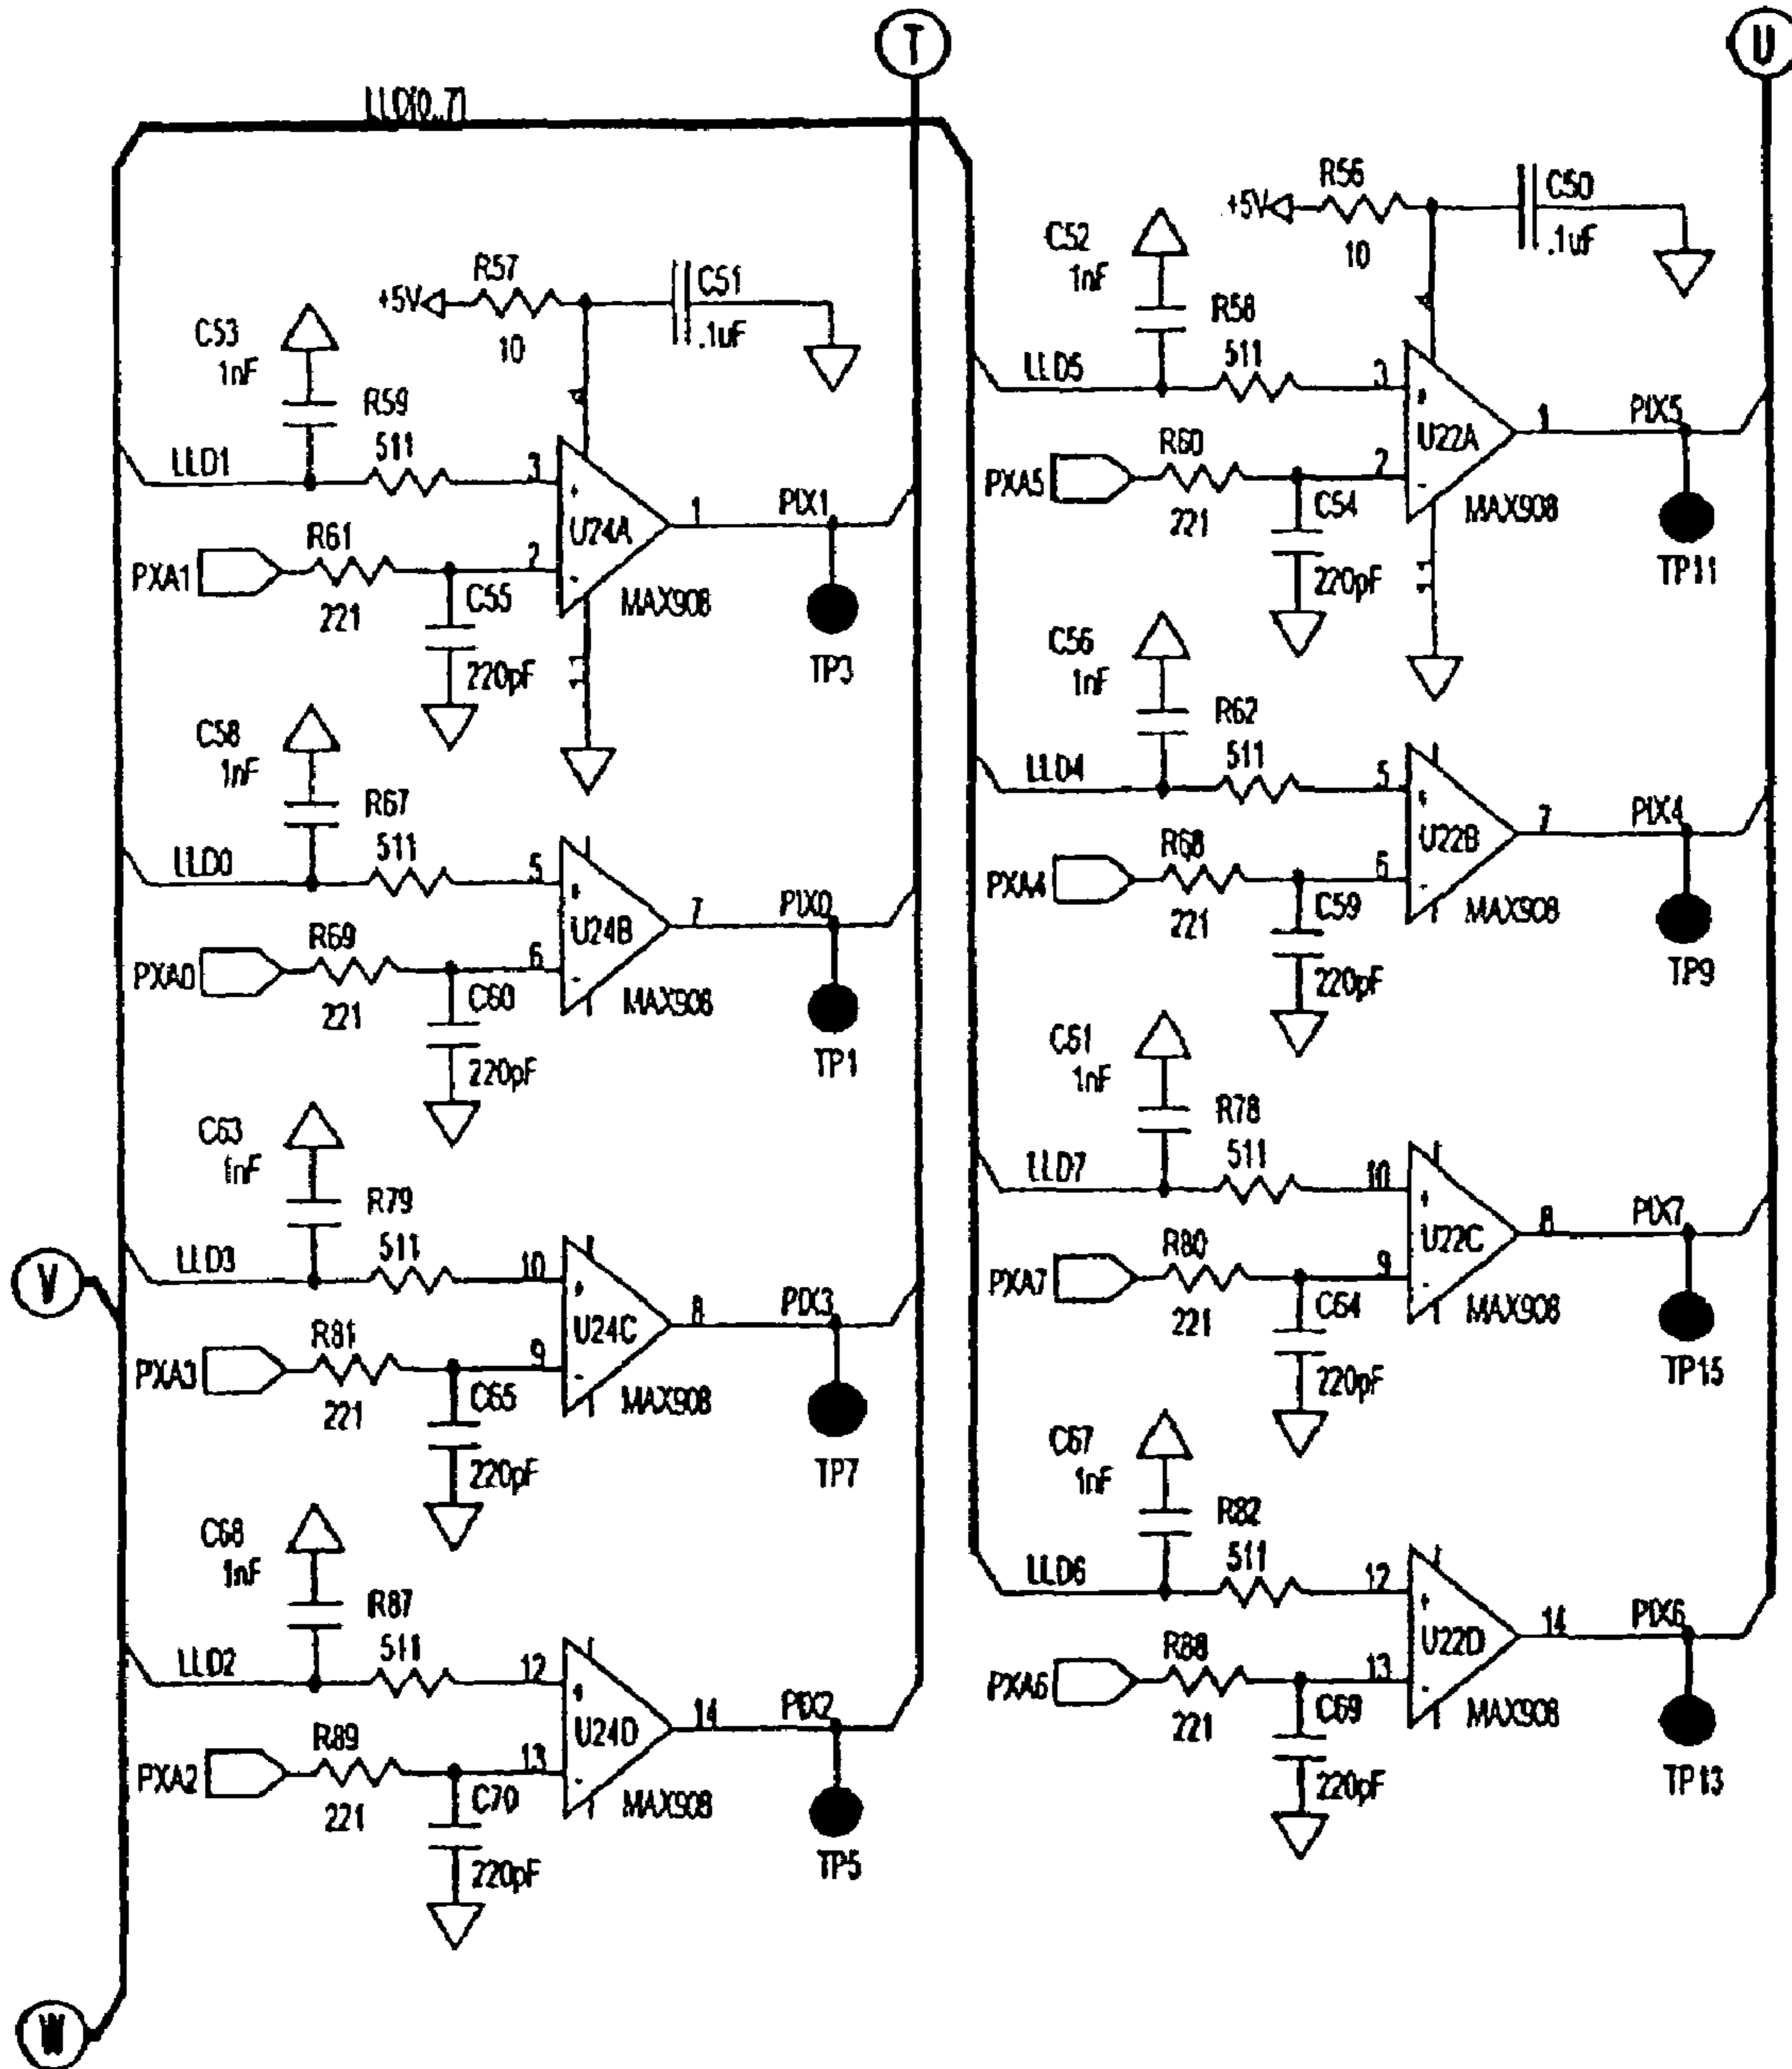 T
U
LLD[0..7]
+5V
R57
10
C51
.1uF
C53
1nF
R59
511
LLD1
3
+
4
U24A
2
-
11
1
PIX1
MAX908
TP3
PXA1
R61
221
C55
220pF
C58
1nF
R67
511
LLD0
5
+
U24B
6
-
7
PIX0
MAX908
TP1
PXA0
R69
221
C60
220pF
C63
1nF
R79
511
LLD3
10
+
U24C
9
-
8
PIX3
MAX908
TP7
PXA3
R81
221
C65
220pF
C68
1nF
R87
511
LLD2
12
+
U24D
13
-
14
PIX2
MAX908
TP5
PXA2
R89
221
C70
220pF
V
W
+5V
R56
10
C50
.1uF
C52
1nF
R58
511
LLD5
3
+
4
U22A
2
-
11
1
PIX5
MAX908
TP11
PXA5
R60
221
C54
220pF
C56
1nF
R62
511
LLD4
5
+
U22B
6
-
7
PIX4
MAX908
TP9
PXA4
R68
221
C59
220pF
C61
1nF
R78
511
LLD7
10
+
U22C
9
-
8
PIX7
MAX908
TP15
PXA7
R80
221
C64
220pF
C67
1nF
R82
511
LLD6
12
+
U22D
13
-
14
PIX6
MAX908
TP13
PXA6
R88
221
C69
220pF